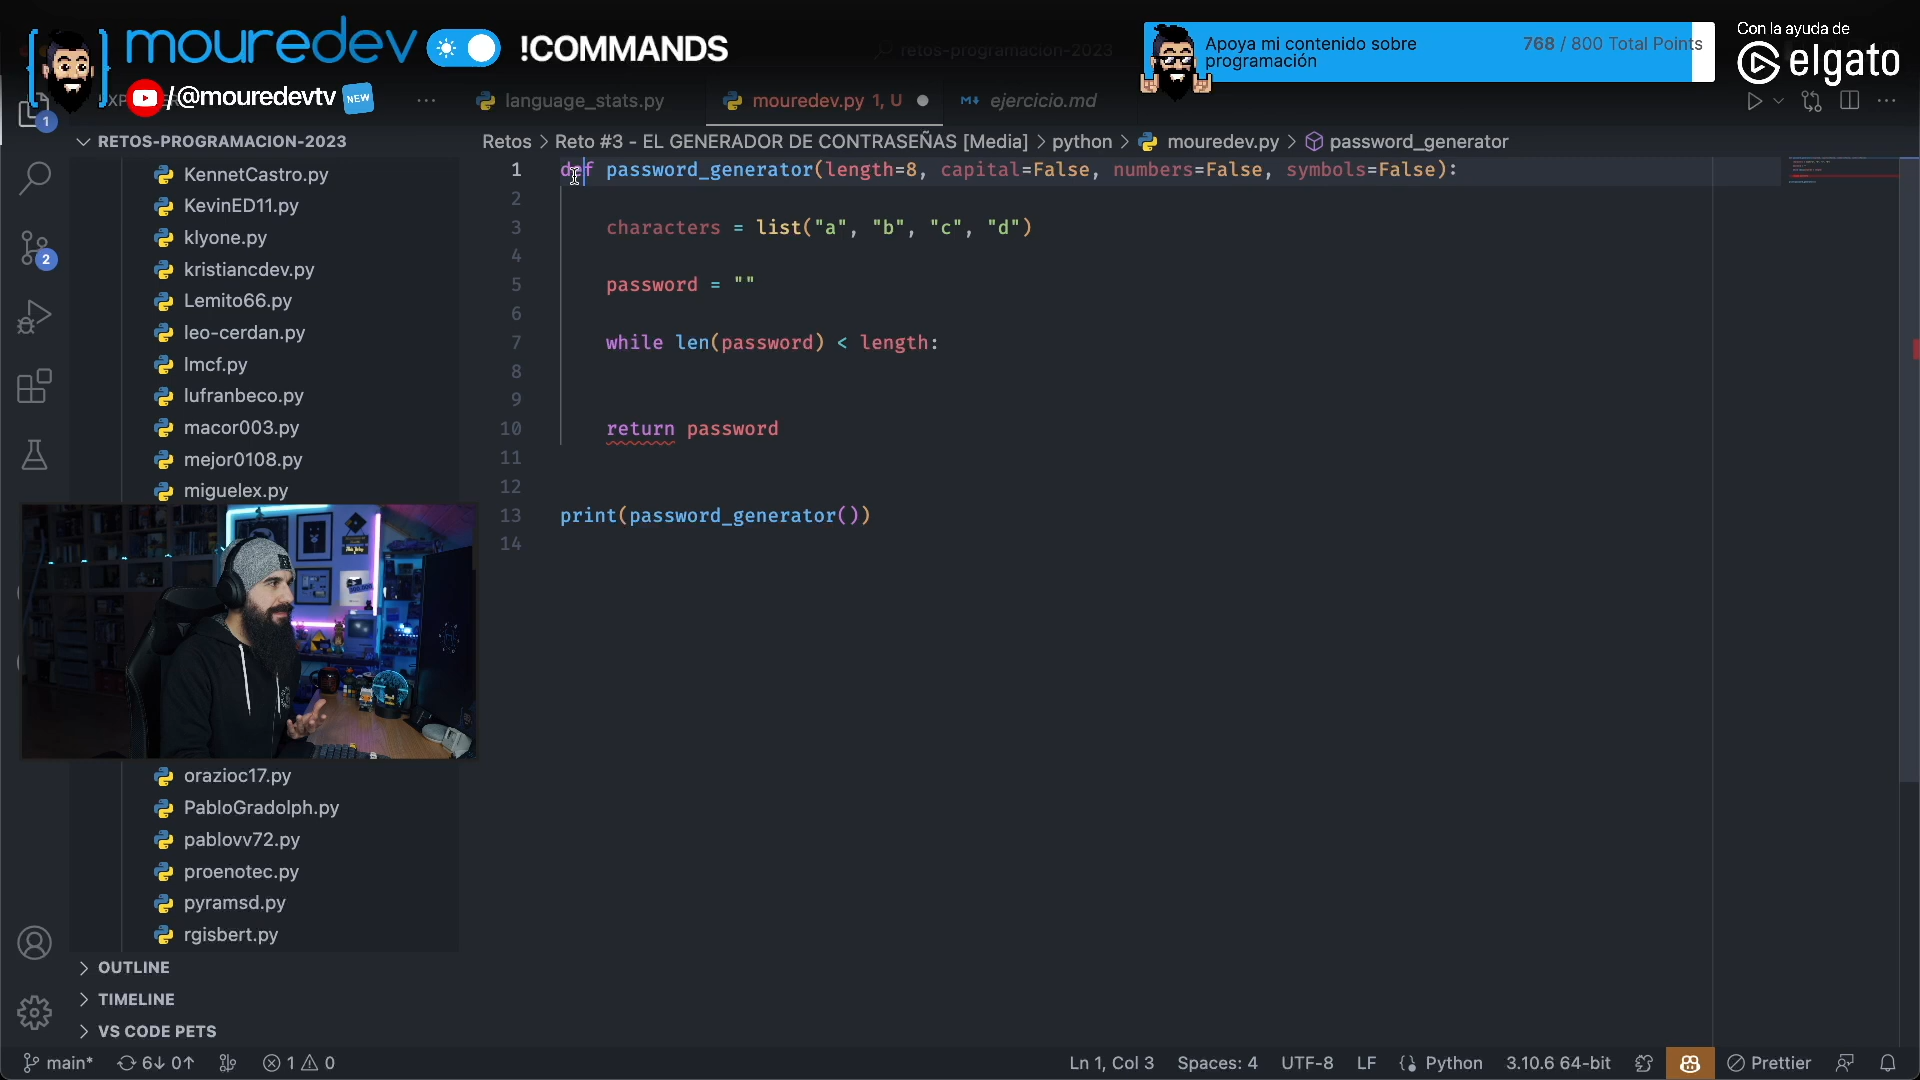 mouredev
!COMMANDS
/@mouredevtv NEW
Apoya mi contenido sobre
programación
768 / 800 Total Points
Con la ayuda de
elgato
retos-programacion-2023
language_stats.py
mouredev.py 1, U
ejercicio.md
1
2
RETOS-PROGRAMACION-2023
Retos > Reto #3 - EL GENERADOR DE CONTRASEÑAS [Media] > python > mouredev.py > password_generator
KennetCastro.py
KevinED11.py
klyone.py
kristiancdev.py
Lemito66.py
leo-cerdan.py
lmcf.py
lufranbeco.py
macor003.py
mejor0108.py
miguelex.py
orazioc17.py
PabloGradolph.py
pablovv72.py
proenotec.py
pyramsd.py
rgisbert.py
OUTLINE
TIMELINE
VS CODE PETS
1 def password_generator(length=8, capital=False, numbers=False, symbols=False):
2
3 characters = list("a", "b", "c", "d")
4
5 password = ""
6
7 while len(password) < length:
8
9
10 return password
11
12
13 print(password_generator())
14
main* 6↓ 0↑ 1 0
Ln 1, Col 3 Spaces: 4 UTF-8 LF {} Python 3.10.6 64-bit Prettier